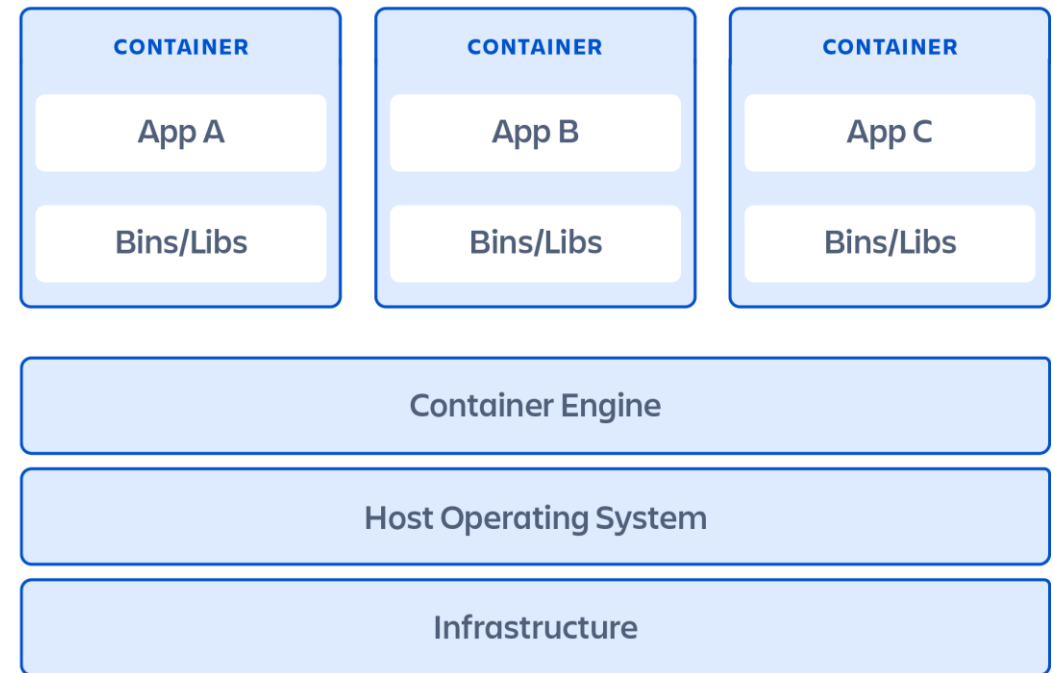 CONTAINER
CONTAINER
CONTAINER
App A
App B
App C
Bins/Libs
Bins/Libs
Bins/Libs
Container Engine
Host Operating System
Infrastructure